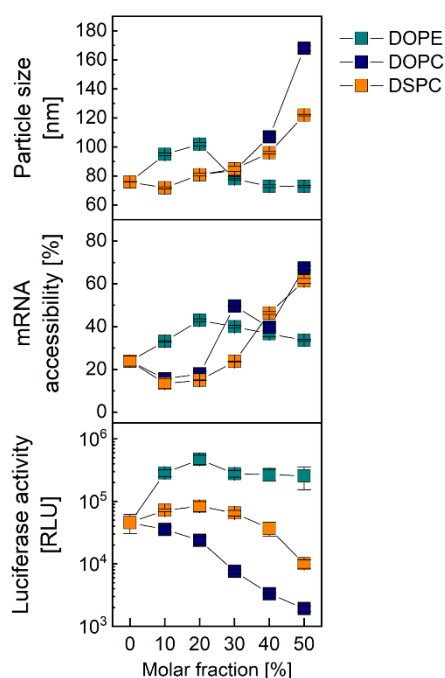 DOPE
DOPC
DSPC
Particle size
[nm]
180
160
140
120
100
80
60
mRNA
accessibility [%]
80
60
40
20
0
Luciferase activity
[RLU]
10⁶
10⁵
10⁴
10³
0 10 20 30 40 50
Molar fraction [%]